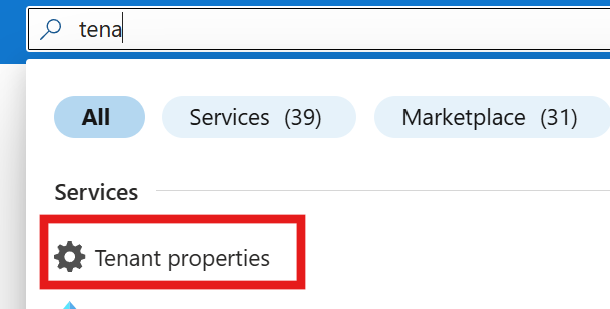 tena
All Services (39) Marketplace (31)
Services
Tenant properties